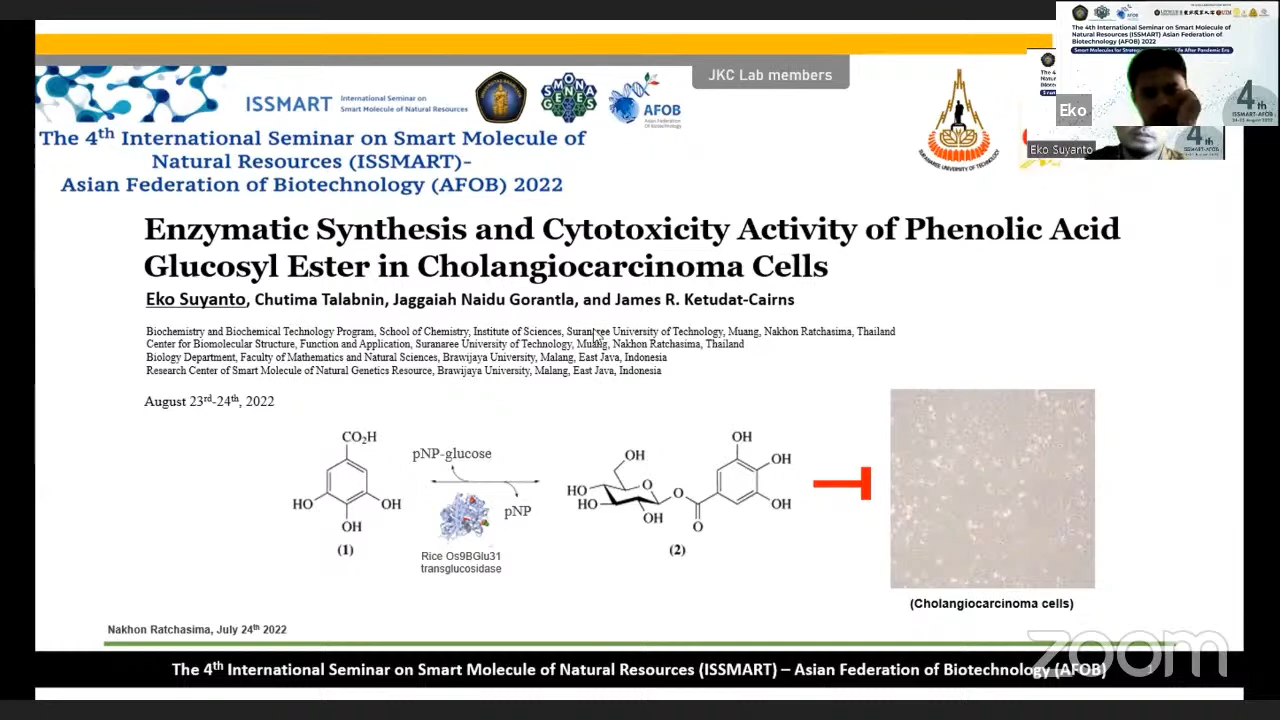 JKC Lab members
ISSMART
International Seminar on
Smart Molecule of Natural Resources
SMONAGENES
AFOB
Asian Federation
Of Biotechnology
The 4th International Seminar on Smart Molecule of
Natural Resources (ISSMART)-
Asian Federation of Biotechnology (AFOB) 2022
SURANAREE UNIVERSITY OF TECHNOLOGY
The 4th International Seminar on Smart Molecule of
Natural Resources (ISSMART) Asian Federation of
Biotechnology (AFOB) 2022
Eko
4th
ISSMART-AFOB
Eko Suyanto
4th
ISSMART-AFOB
Enzymatic Synthesis and Cytotoxicity Activity of Phenolic Acid
Glucosyl Ester in Cholangiocarcinoma Cells
Eko Suyanto, Chutima Talabnin, Jaggaiah Naidu Gorantla, and James R. Ketudat-Cairns
Biochemistry and Biochemical Technology Program, School of Chemistry, Institute of Sciences, Suranaree University of Technology, Muang, Nakhon Ratchasima, Thailand
Center for Biomolecular Structure, Function and Application, Suranaree University of Technology, Muang, Nakhon Ratchasima, Thailand
Biology Department, Faculty of Mathematics and Natural Sciences, Brawijaya University, Malang, East Java, Indonesia
Research Center of Smart Molecule of Natural Genetics Resource, Brawijaya University, Malang, East Java, Indonesia
August 23rd-24th, 2022
CO₂H
HO
OH
OH
(1)
pNP-glucose
pNP
Rice Os9BGlu31
transglucosidase
OH
HO
HO
OH
O
O
O
OH
OH
OH
(2)
(Cholangiocarcinoma cells)
Nakhon Ratchasima, July 24th 2022
zoom
The 4th International Seminar on Smart Molecule of Natural Resources (ISSMART) – Asian Federation of Biotechnology (AFOB)